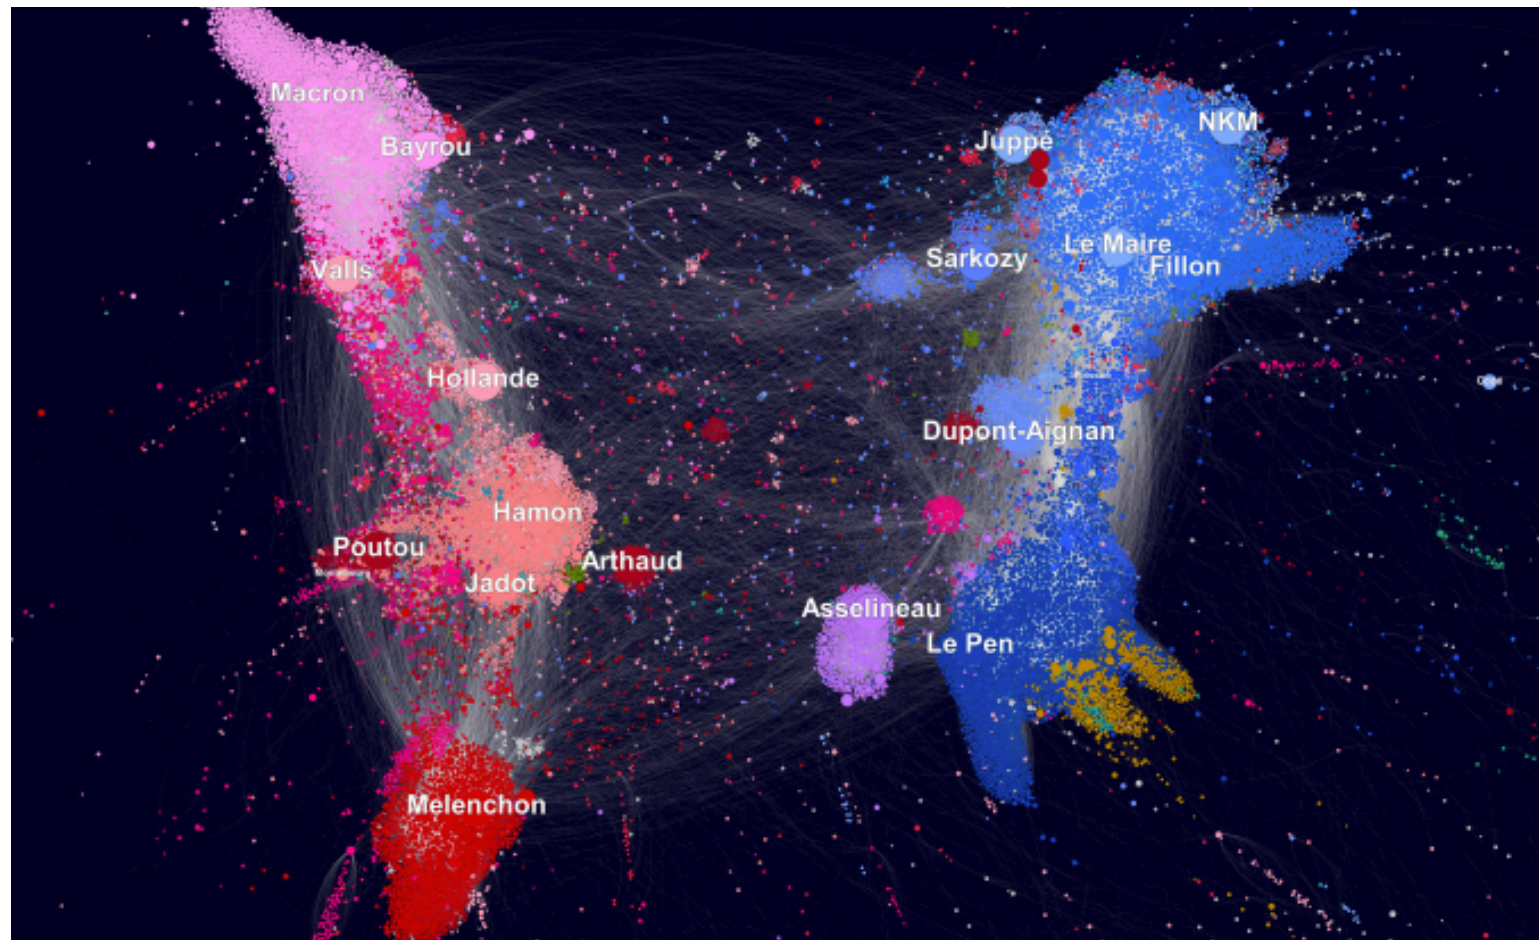 Macron
NKM
Juppé
Bayrou
Le Maire
Sarkozy
Fillon
Valls
Hollande
Dupont-Aignan
Hamon
Poutou
Arthaud
Jadot
Asselineau
Le Pen
Melenchon